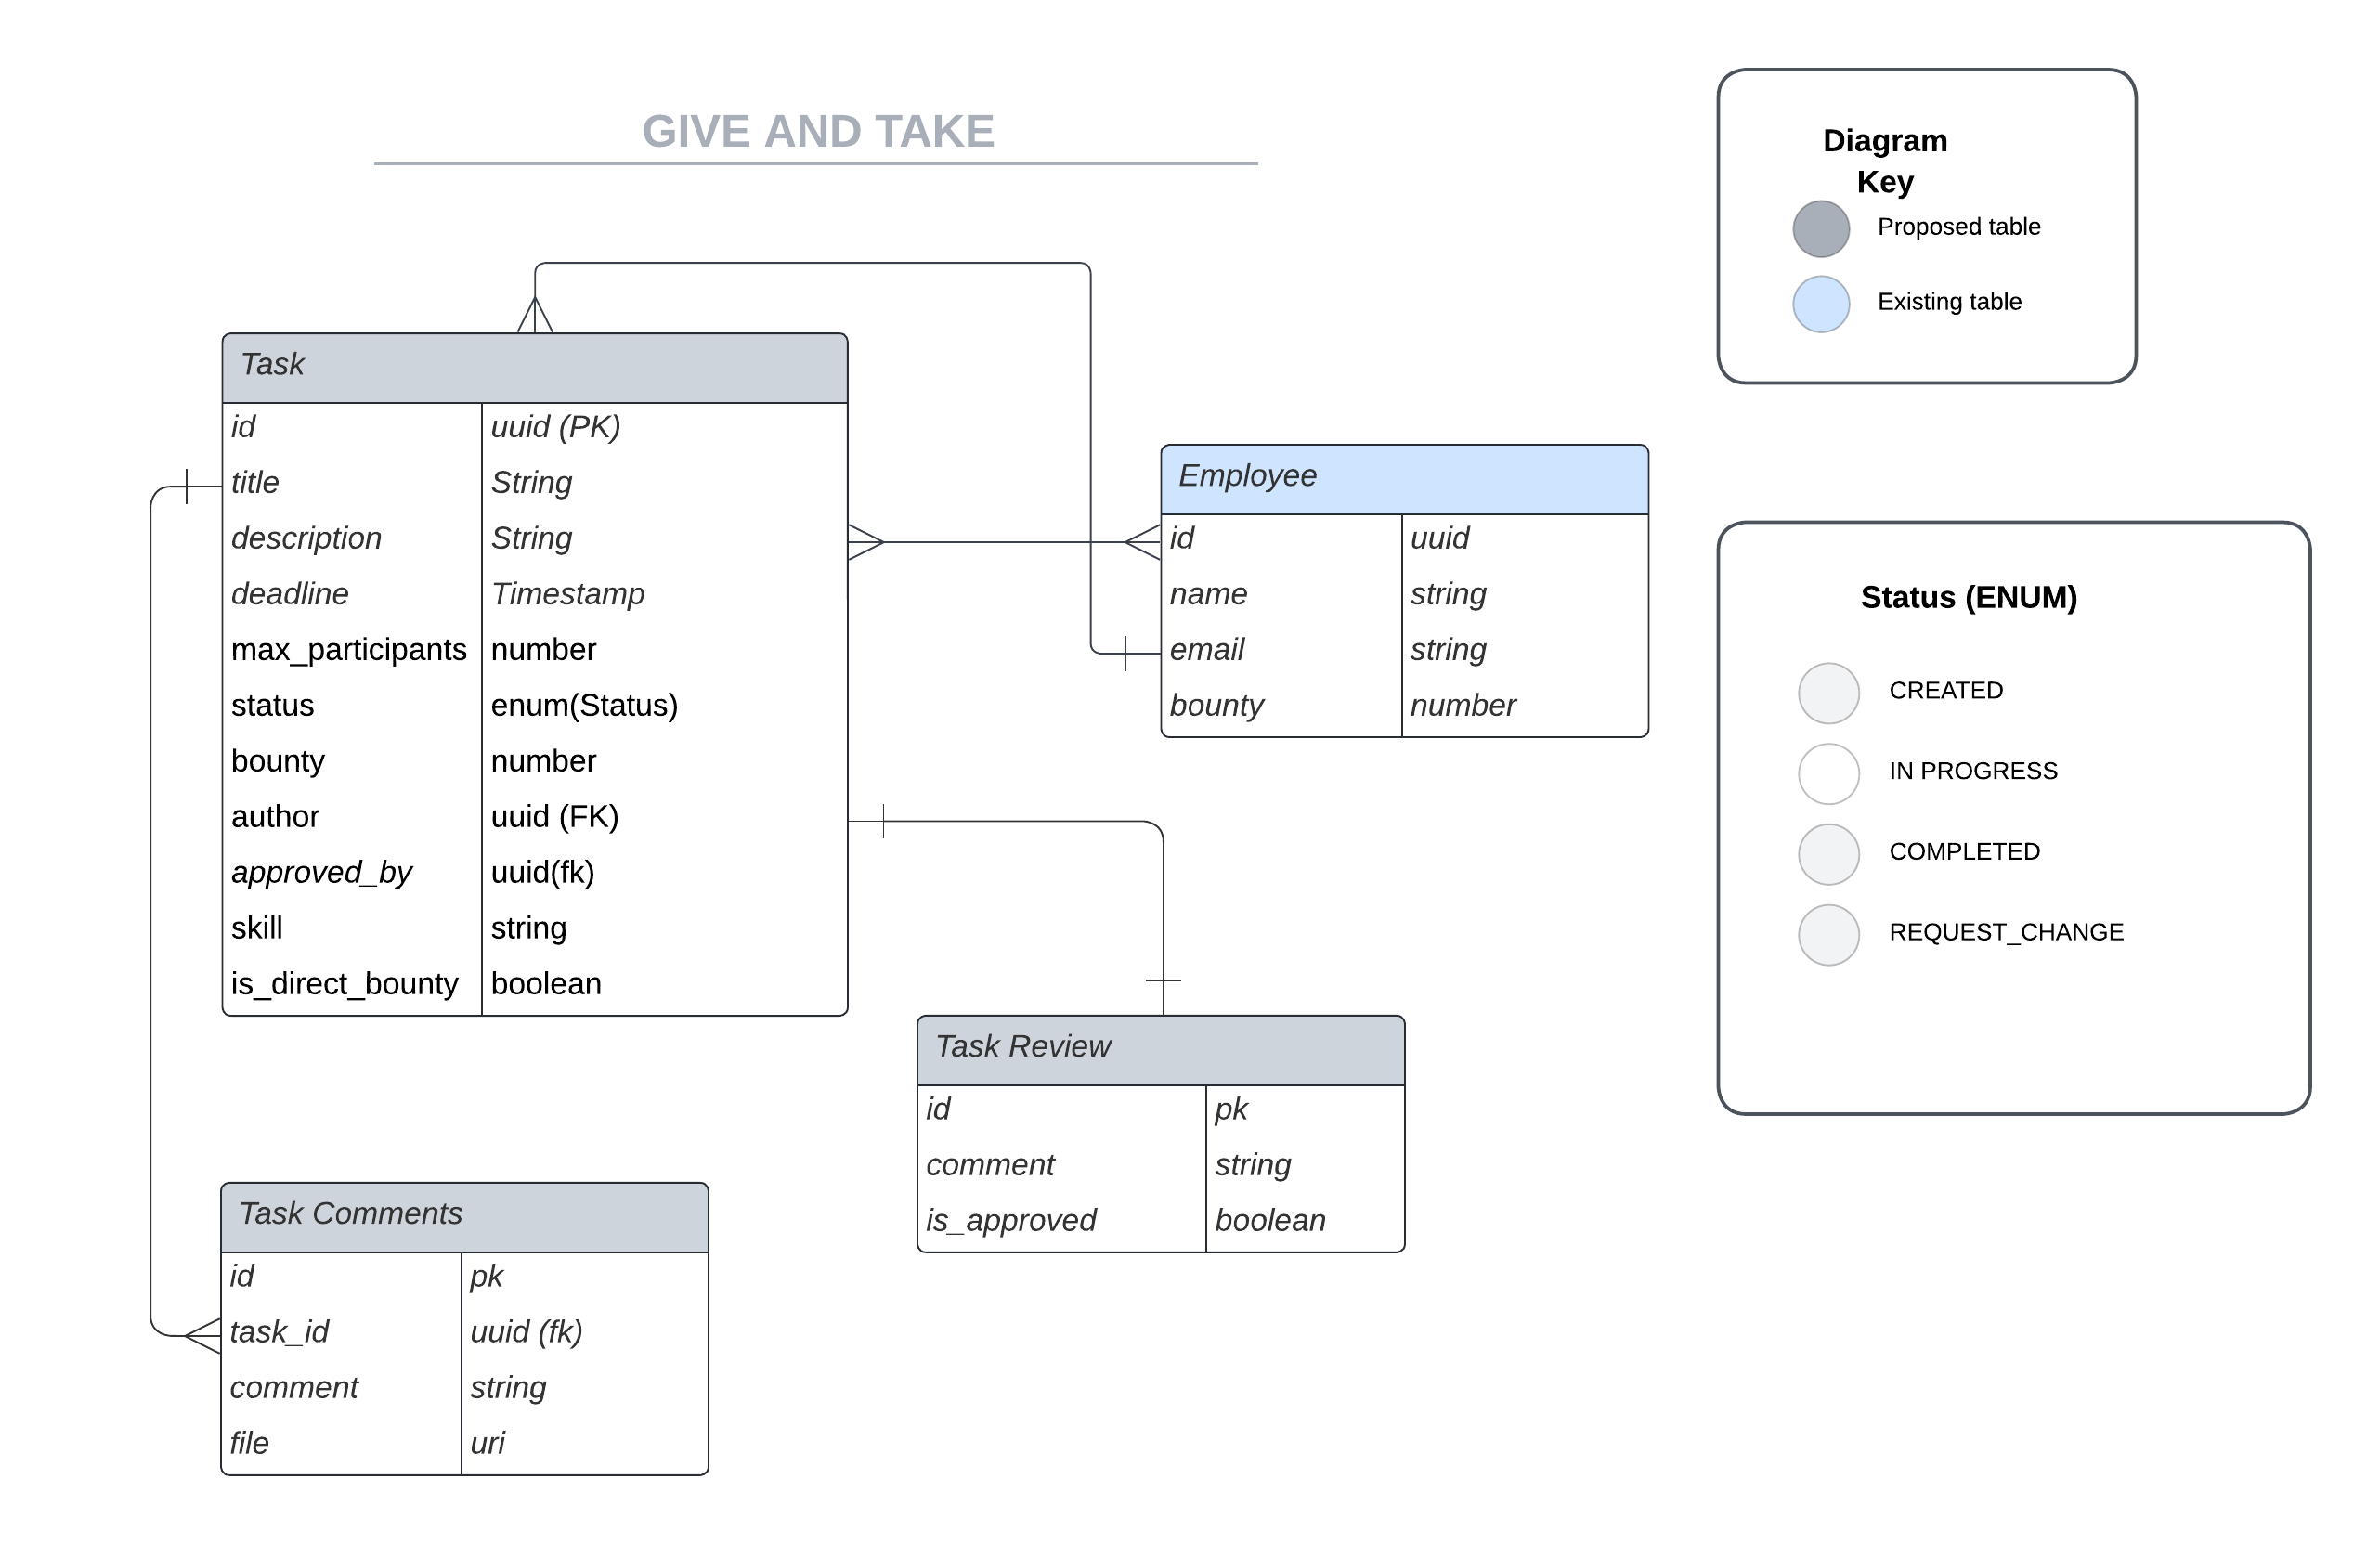 GIVE AND TAKE
Diagram
Key
Proposed table
Existing table
Task
id uuid (PK)
title String
description String
deadline Timestamp
max_participants number
status enum(Status)
bounty number
author uuid (FK)
approved_by uuid(fk)
skill string
is_direct_bounty boolean
Employee
id uuid
name string
email string
bounty number
Status (ENUM)
CREATED
IN PROGRESS
COMPLETED
REQUEST_CHANGE
Task Review
id pk
comment string
is_approved boolean
Task Comments
id pk
task_id uuid (fk)
comment string
file uri